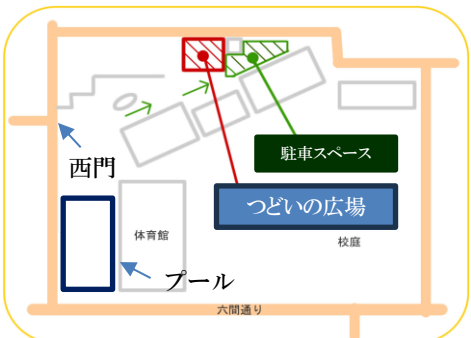 駐車スペース
西門
つどいの広場
体育館
校庭
プール
六間通り